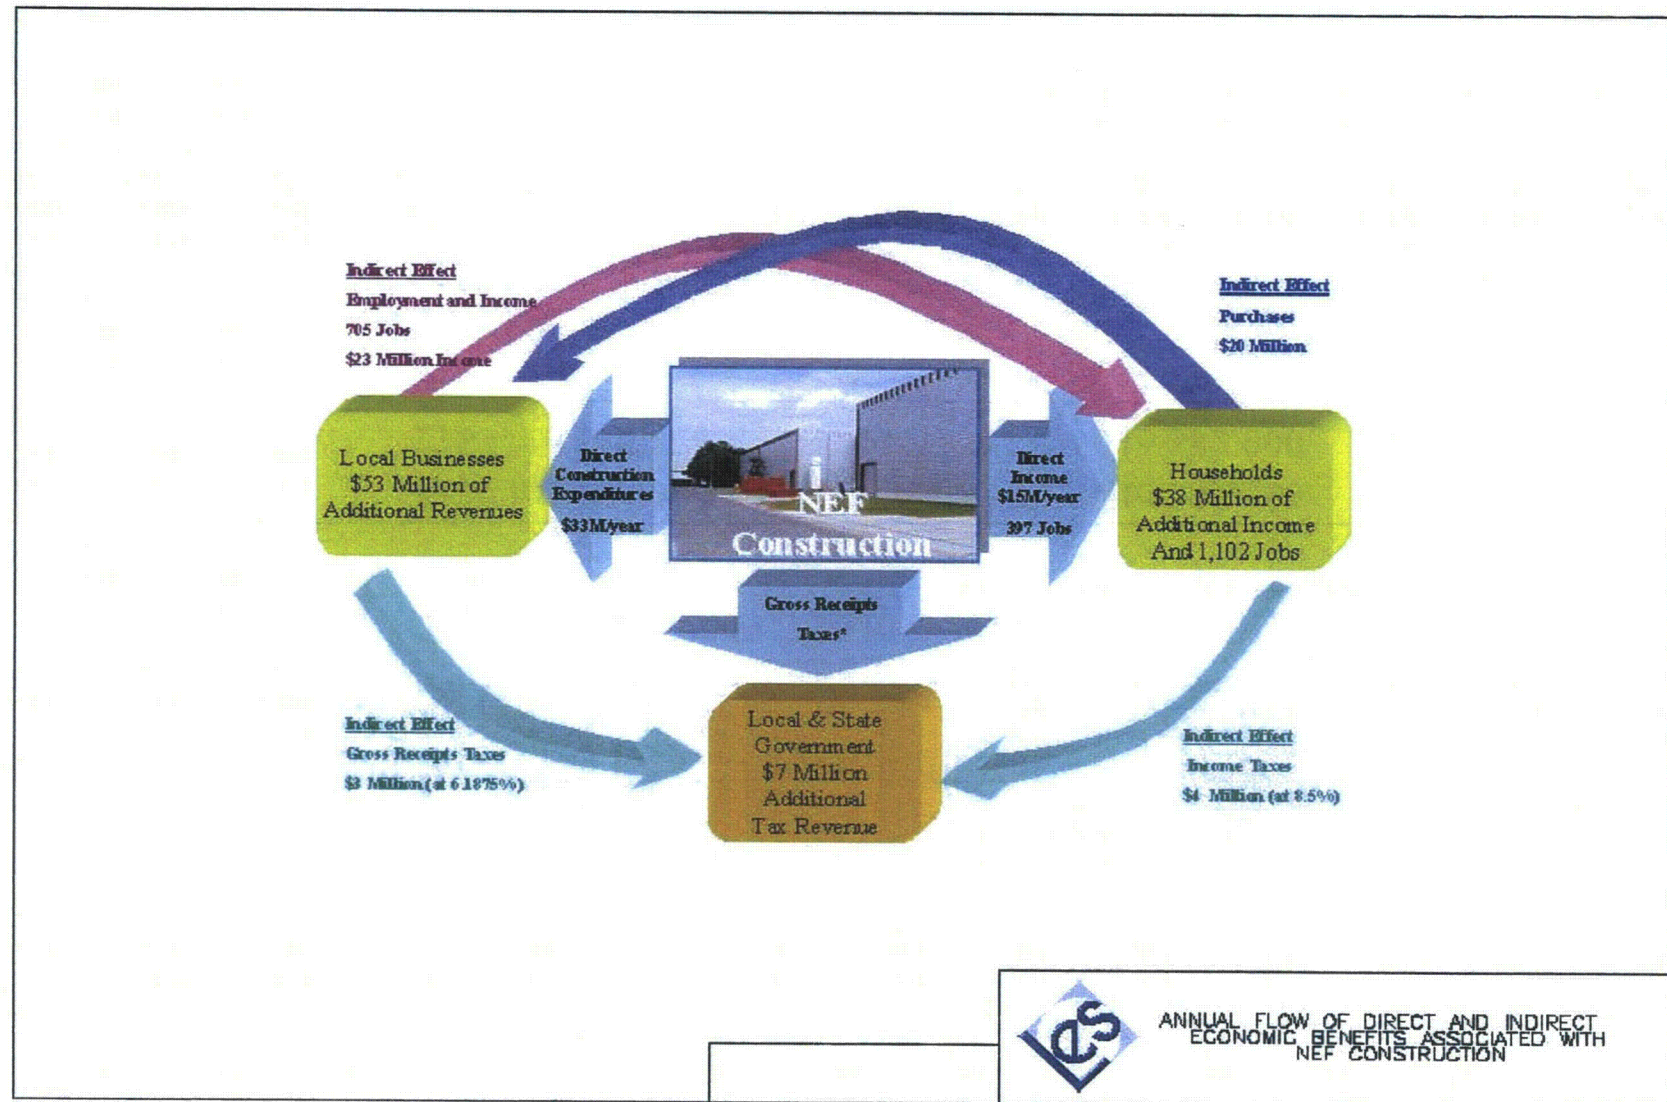 Indirect Effect
Employment and Income
705 Jobs
$23 Million Income
Indirect Effect
Purchases
$20 Million
Local Businesses
$53 Million of
Additional Revenues
Direct
Construction
Expenditures
$33M/year
NEF
Construction
Direct
Income
$15M/year
397 Jobs
Households
$38 Million of
Additional Income
And 1,102 Jobs
Gross Receipts
Taxes*
Indirect Effect
Gross Receipts Taxes
$3 Million (at 6.1875%)
Local & State
Government
$7 Million
Additional
Tax Revenue
Indirect Effect
Income Taxes
$4 Million (at 8.5%)
Les
ANNUAL FLOW OF DIRECT AND INDIRECT
ECONOMIC BENEFITS ASSOCIATED WITH
NEF CONSTRUCTION